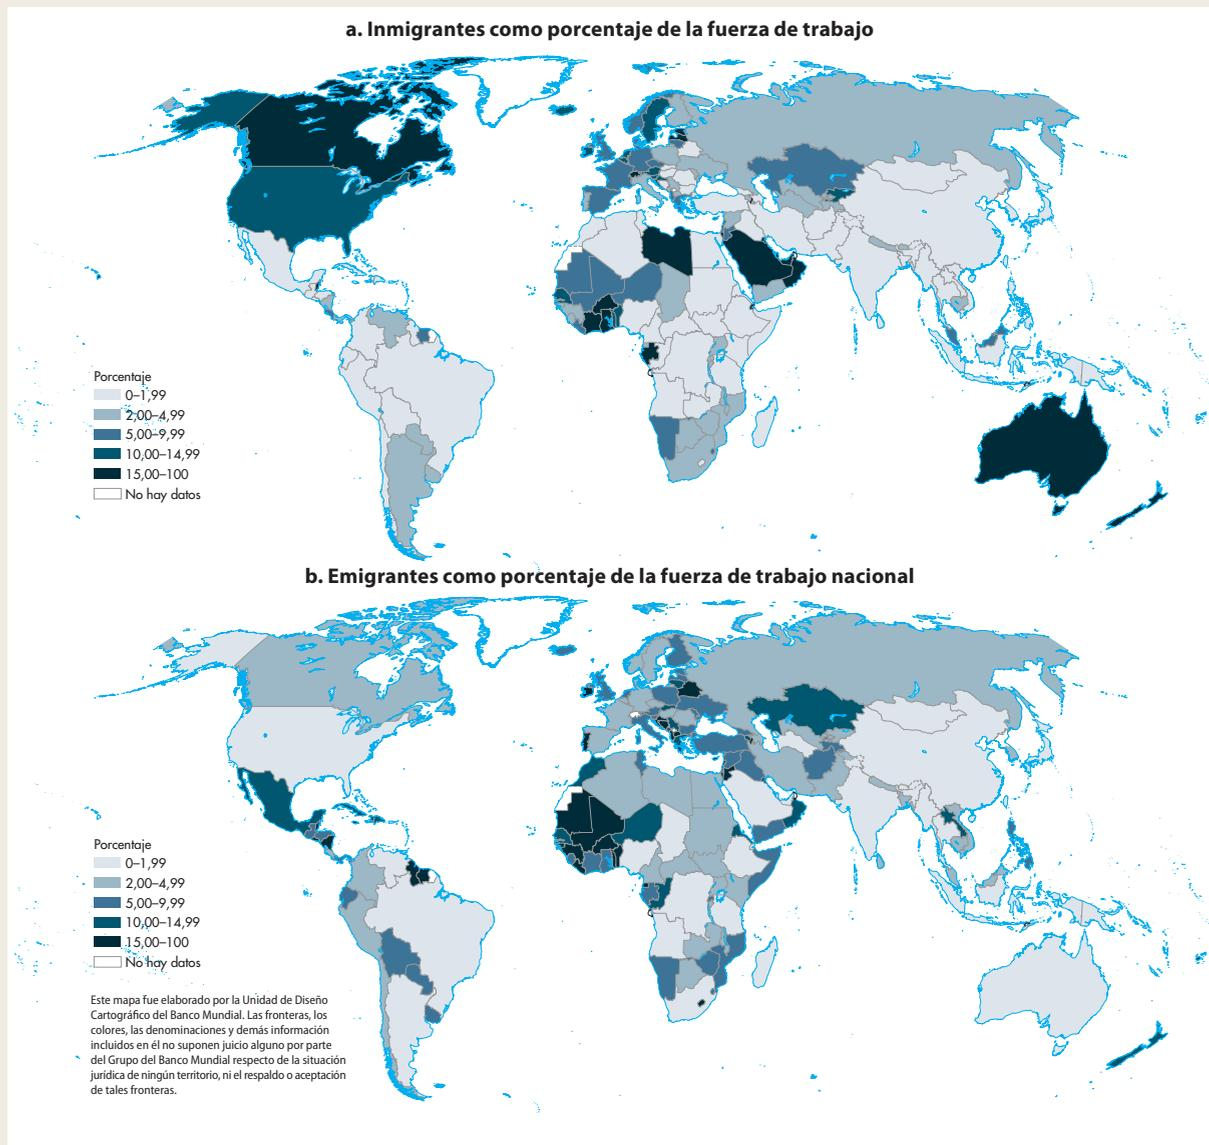 a. Inmigrantes como porcentaje de la fuerza de trabajo
Porcentaje
0–1,99
2,00–4,99
5,00–9,99
10,00–14,99
15,00–100
No hay datos
b. Emigrantes como porcentaje de la fuerza de trabajo nacional
Porcentaje
0–1,99
2,00–4,99
5,00–9,99
10,00–14,99
15,00–100
No hay datos
Este mapa fue elaborado por la Unidad de Diseño
Cartográfico del Banco Mundial. Las fronteras, los
colores, las denominaciones y demás información
incluidos en él no suponen juicio alguno por parte
del Grupo del Banco Mundial respecto de la situación
jurídica de ningún territorio, ni el respaldo o aceptación
de tales fronteras.